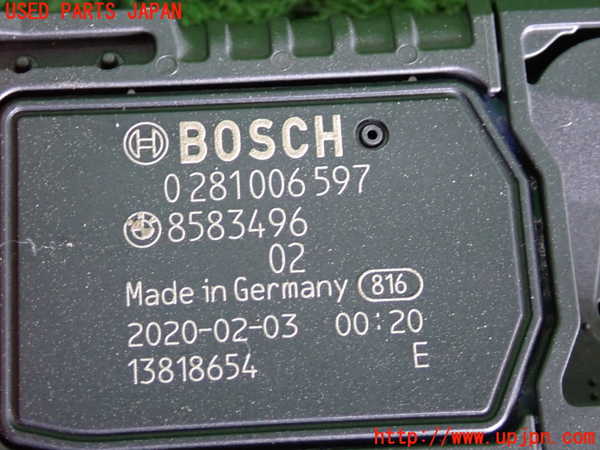 USED PARTS JAPAN
BOSCH
0 281 006 597
8583496
02
Made in Germany 816
2020-02-03 00:20
13818654 E
http://www.upjpn.com